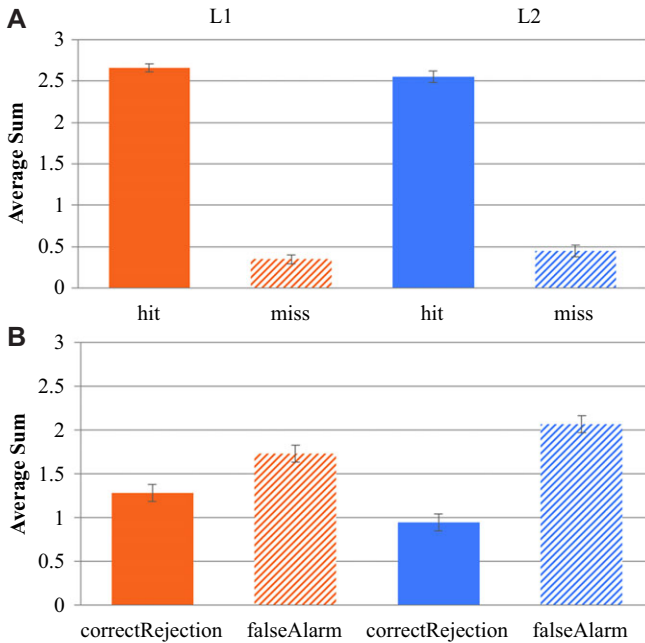 A
L1 L2
3
2.5
2
1.5
1
0.5
0
Average Sum
hit miss hit miss
B
3
2.5
2
1.5
1
0.5
0
Average Sum
correctRejection falseAlarm correctRejection falseAlarm